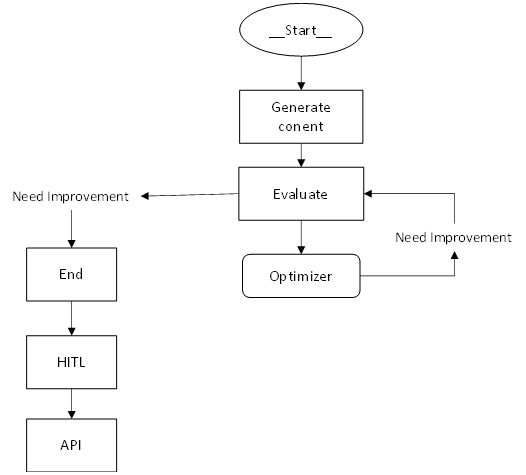 __Start__
Generate
conent
Evaluate
Need Improvement
Need Improvement
Optimizer
End
HITL
API